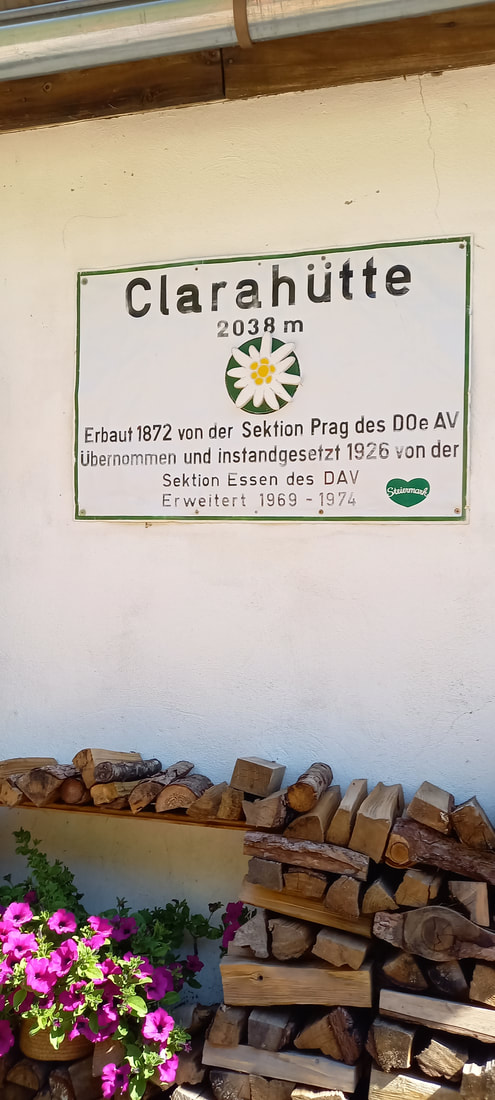 Clarahütte
2038 m
Erbaut 1872 von der Sektion Prag des DOe AV
Übernommen und instandgesetzt 1926 von der
Sektion Essen des DAV
Erweitert 1969 - 1974
Steiermark